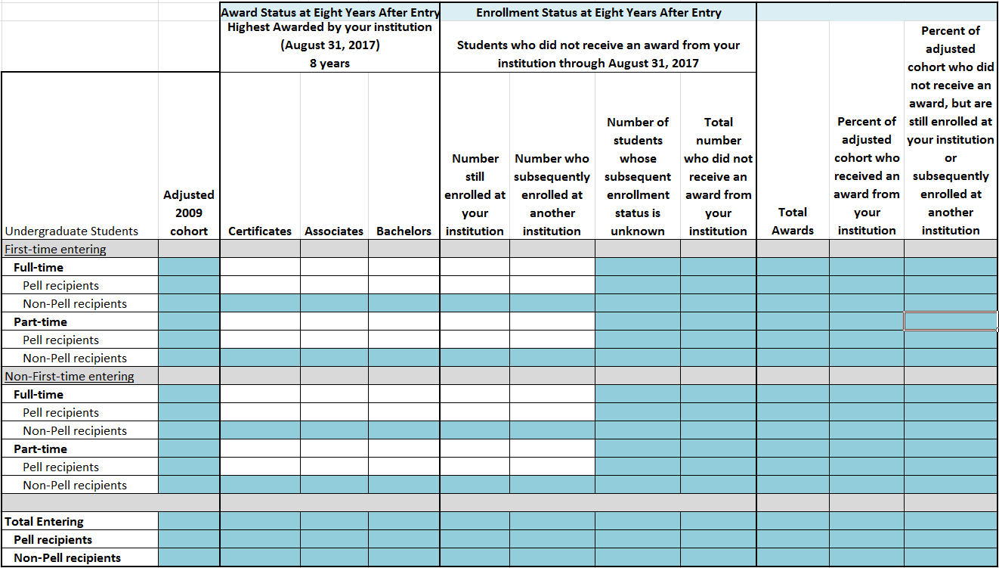 Award Status at Eight Years After Entry
Enrollment Status at Eight Years After Entry
Highest Awarded by your institution
(August 31, 2017)
8 years
Students who did not receive an award from your
institution through August 31, 2017
Undergraduate Students
Adjusted
2009
cohort
Certificates
Associates
Bachelors
Number
still
enrolled at
your
institution
Number who
subsequently
enrolled at
another
institution
Number of
students
whose
subsequent
enrollment
status is
unknown
Total
number
who did not
receive an
award from
your
institution
Total
Awards
Percent of
adjusted
cohort who
received an
award from
your
institution
Percent of
adjusted
cohort who did
not receive an
award, but are
still enrolled at
your institution
or
subsequently
enrolled at
another
institution
First-time entering
Full-time
Pell recipients
Non-Pell recipients
Part-time
Pell recipients
Non-Pell recipients
Non-First-time entering
Full-time
Pell recipients
Non-Pell recipients
Part-time
Pell recipients
Non-Pell recipients
Total Entering
Pell recipients
Non-Pell recipients